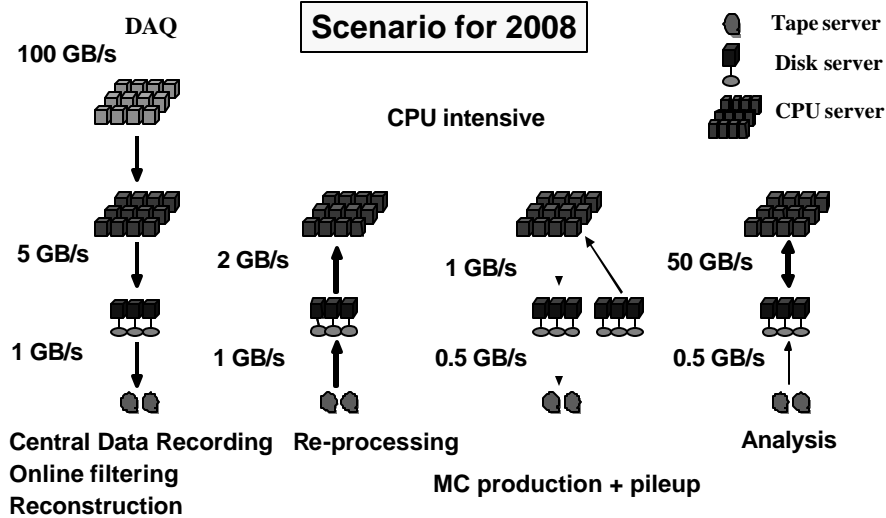 Scenario for 2008
DAQ
100 GB/s
Tape server
Disk server
CPU server
CPU intensive
5 GB/s
2 GB/s
1 GB/s
50 GB/s
1 GB/s
1 GB/s
0.5 GB/s
0.5 GB/s
Central Data Recording
Online filtering
Reconstruction
Re-processing
MC production + pileup
Analysis